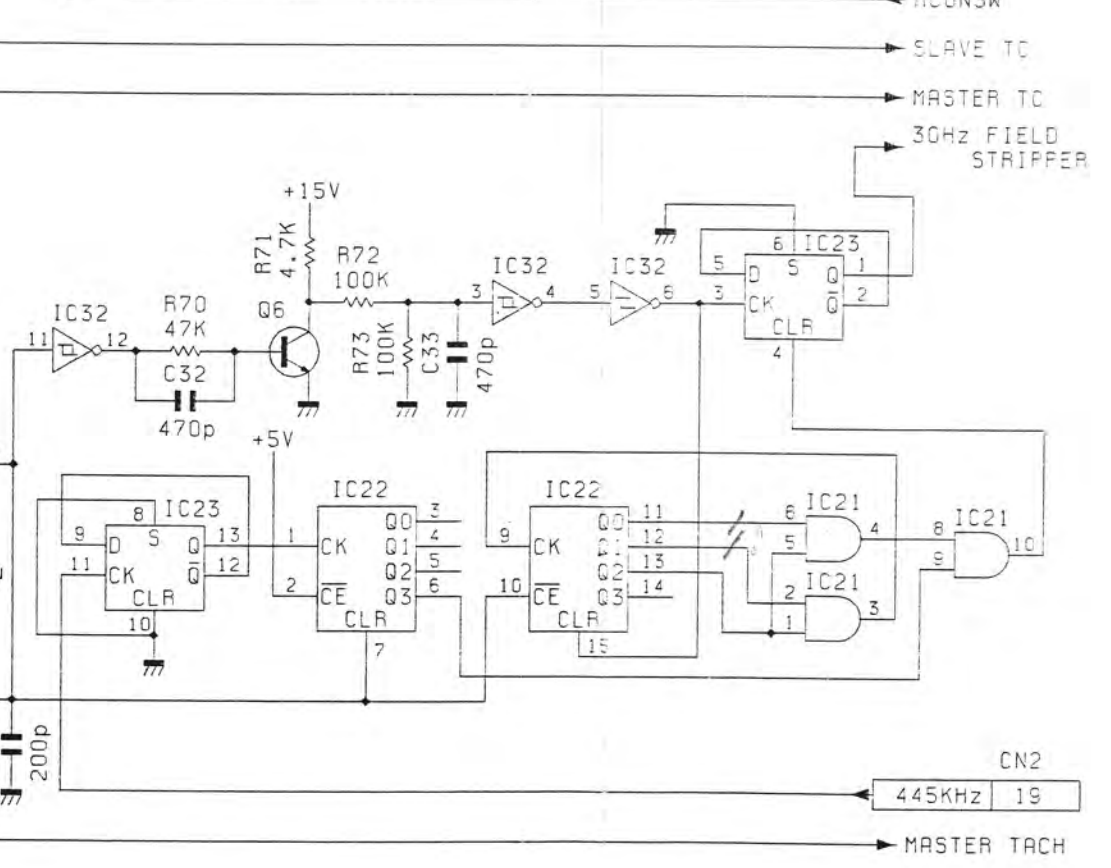 MCONSW
SLAVE TC
MASTER TC
30Hz FIELD
STRIPPER
+15V
R71
4.7K
R72
100K
IC32
IC32
6
IC23
5
D
S
Q
1
3
CK
Q̅
2
CLR
4
IC32
11
12
R70
47K
C32
470p
Q6
R73
100K
C33
470p
3
4
5
6
+5V
IC23
8
9
D
S
Q
13
11
CK
Q̅
12
CLR
10
IC22
1
CK
Q0
3
Q1
4
Q2
5
2
C̅E̅
Q3
6
CLR
7
IC22
9
CK
Q0
11
Q1
12
Q2
13
10
C̅E̅
Q3
14
CLR
15
IC21
6
5
4
IC21
2
1
3
IC21
8
9
10
200p
CN2
445KHz 19
MASTER TACH